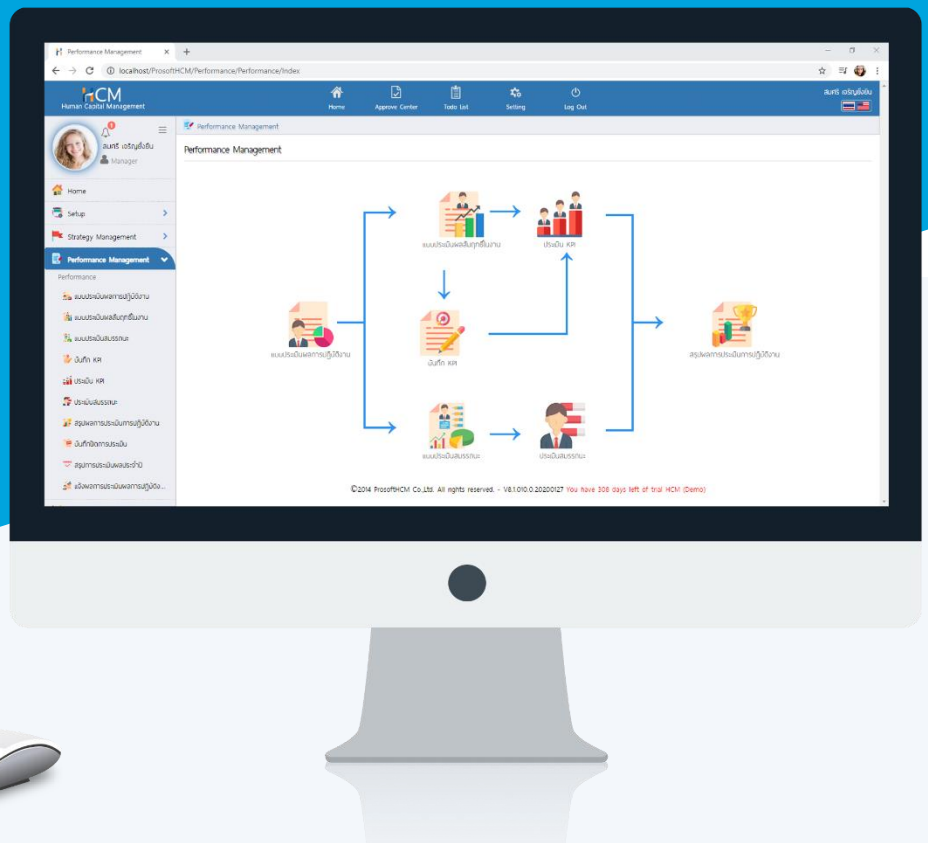 Performance Management
localhost/ProsoftHCM/Performance/Performance/Index
HCM
Human Capital Management
Home
Approve Center
Todo List
Setting
Log Out
สมศรี เจริญยิ่งยืน
สมศรี เจริญยิ่งยืน
Manager
Performance Management
Performance Management
Home
Setup
Strategy Management
Performance Management
Performance
แบบประเมินผลการปฏิบัติงาน
แบบประเมินผลสัมฤทธิ์ในงาน
แบบประเมินสมรรถนะ
บันทึก KPI
ประเมิน KPI
ประเมินสมรรถนะ
สรุปผลการประเมินการปฏิบัติงาน
บันทึกปิดการประเมิน
สรุปการประเมินผลประจำปี
แจ้งผลการประเมินผลการปฏิบัติง...
แบบประเมินผลสัมฤทธิ์ในงาน
ประเมิน KPI
แบบประเมินผลการปฏิบัติงาน
บันทึก KPI
สรุปผลการประเมินการปฏิบัติงาน
แบบประเมินสมรรถนะ
ประเมินสมรรถนะ
©2014 ProsoftHCM Co.,Ltd. All rights reserved. - V8.1.010.0.20200127 You have 308 days left of trial HCM (Demo)